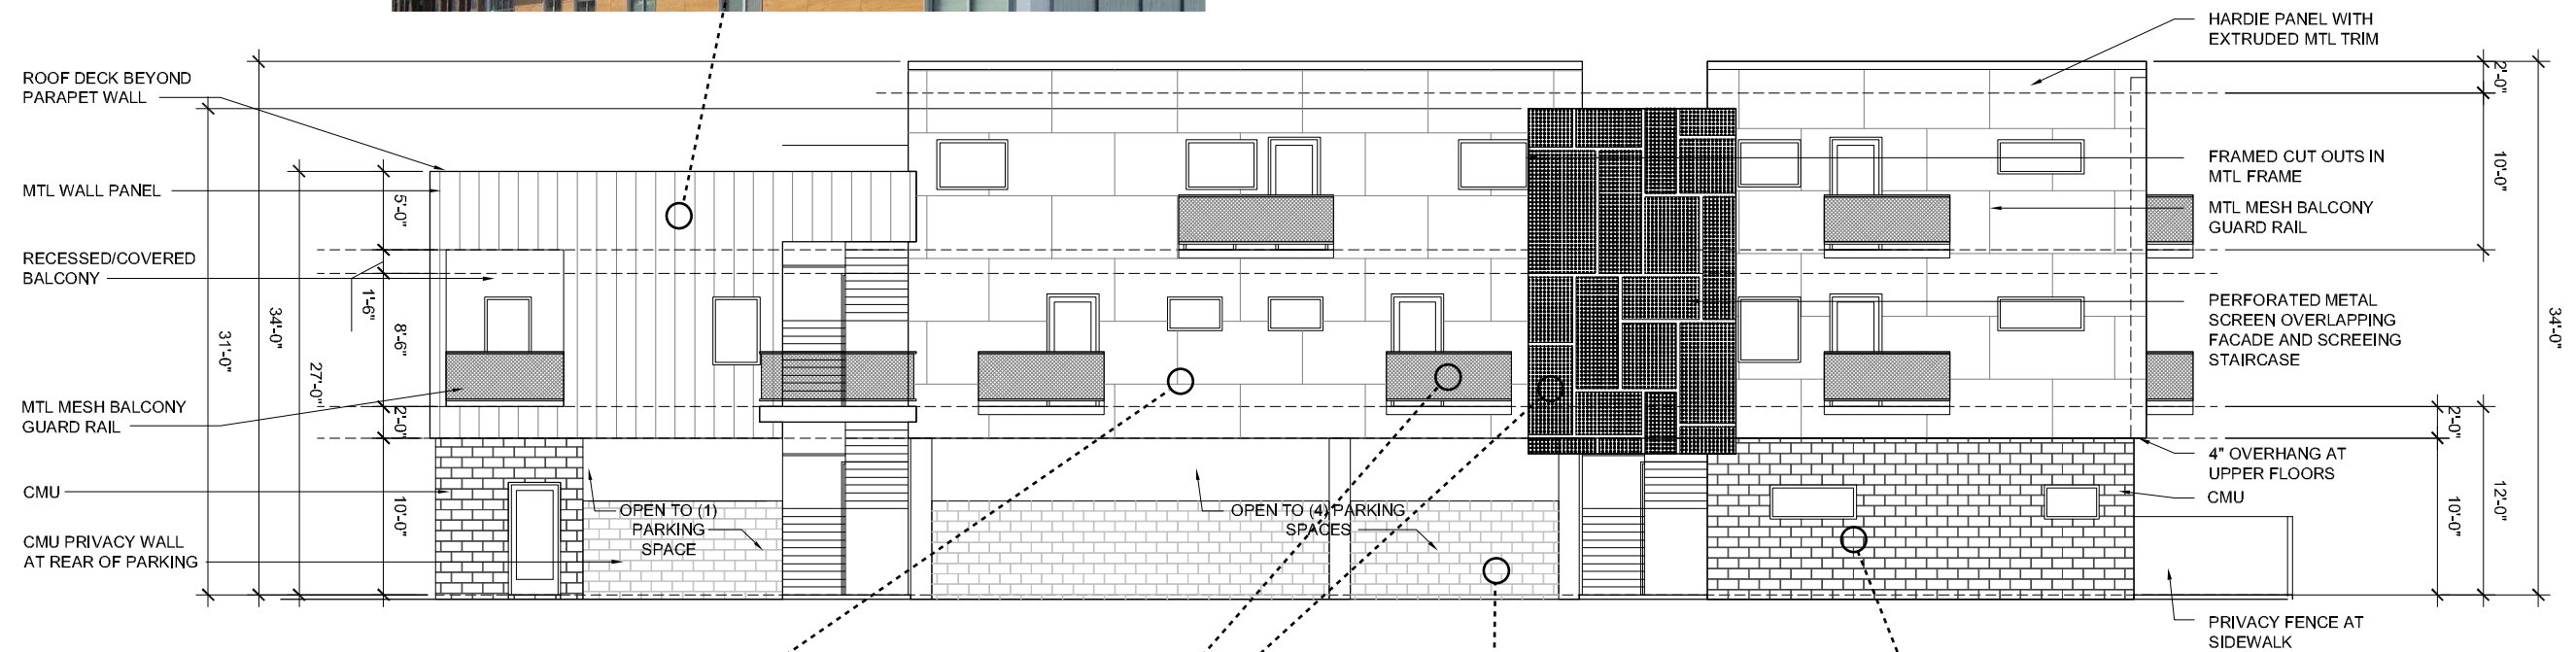 HARDIE PANEL WITH
EXTRUDED MTL TRIM
ROOF DECK BEYOND
PARAPET WALL
MTL WALL PANEL
RECESSED/COVERED
BALCONY
MTL MESH BALCONY
GUARD RAIL
CMU
CMU PRIVACY WALL
AT REAR OF PARKING
31'-0"
34'-0"
27'-0"
1'-6"
5'-0"
8'-6"
2'-0"
10'-0"
OPEN TO (1)
PARKING
SPACE
OPEN TO (4) PARKING
SPACES
FRAMED CUT OUTS IN
MTL FRAME
MTL MESH BALCONY
GUARD RAIL
PERFORATED METAL
SCREEN OVERLAPPING
FACADE AND SCREEING
STAIRCASE
4" OVERHANG AT
UPPER FLOORS
CMU
PRIVACY FENCE AT
SIDEWALK
2'-0"
10'-0"
2'-0"
10'-0"
12'-0"
34'-0"